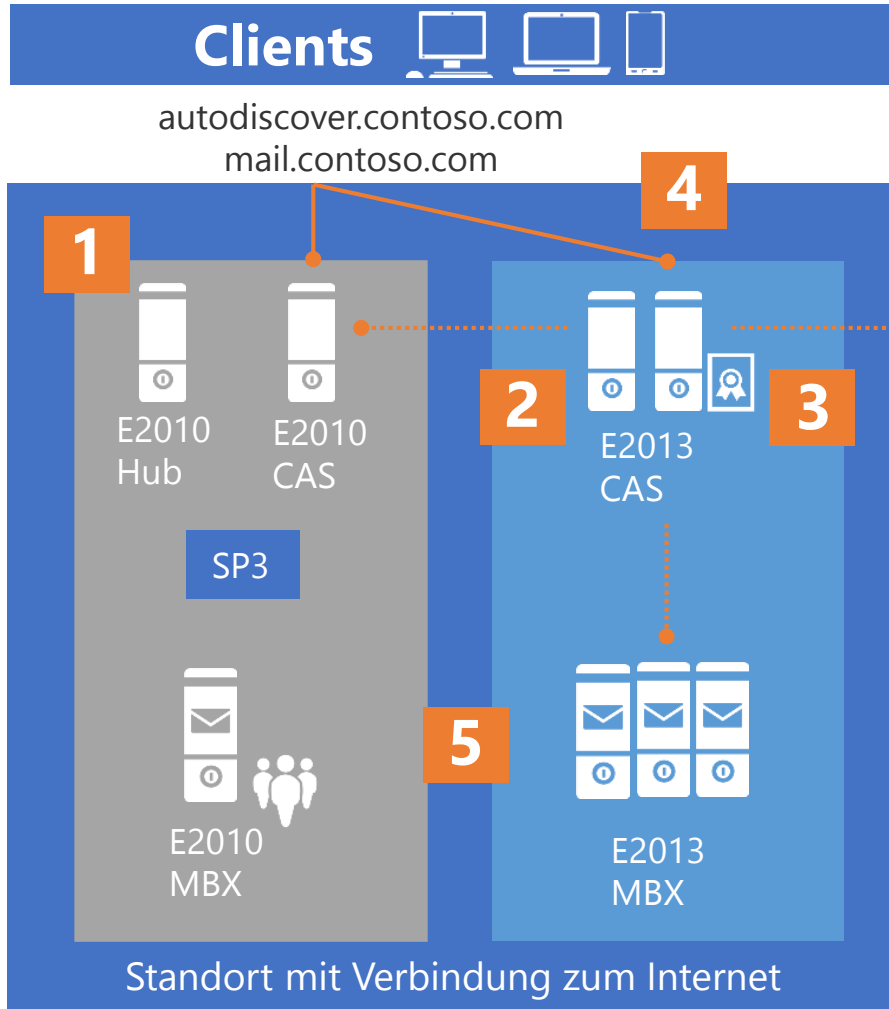 Clients
autodiscover.contoso.com
mail.contoso.com
4
1
2
3
E2010
Hub
E2010
CAS
E2013
CAS
SP3
5
E2010
MBX
E2013
MBX
Standort mit Verbindung zum Internet